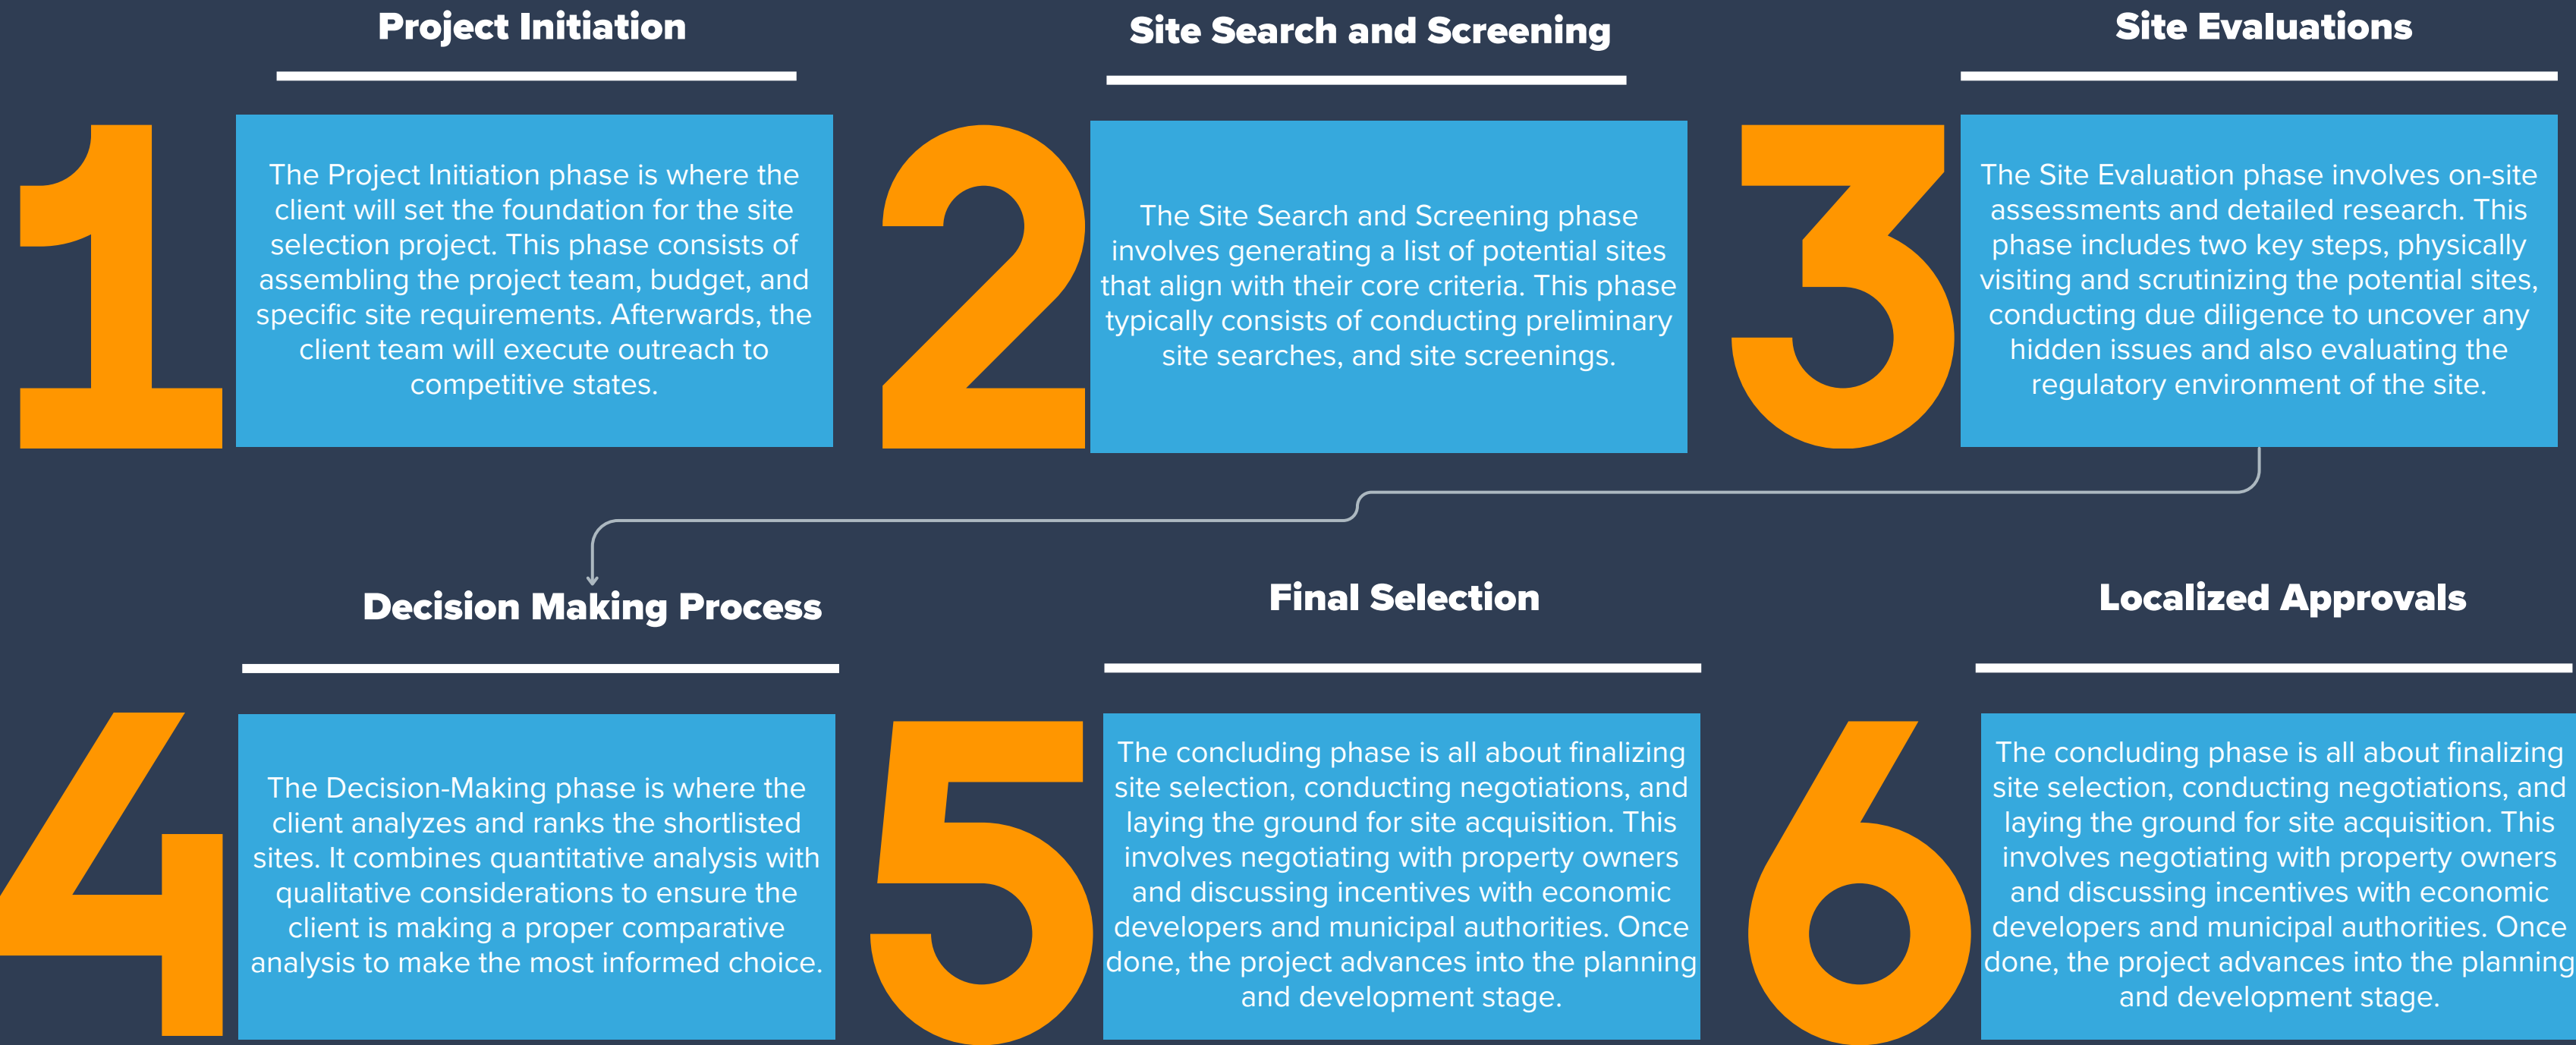 Project Initiation
1
The Project Initiation phase is where the
client will set the foundation for the site
selection project. This phase consists of
assembling the project team, budget, and
specific site requirements. Afterwards, the
client team will execute outreach to
competitive states.
Site Search and Screening
2
The Site Search and Screening phase
involves generating a list of potential sites
that align with their core criteria. This phase
typically consists of conducting preliminary
site searches, and site screenings.
Site Evaluations
3
The Site Evaluation phase involves on-site
assessments and detailed research. This
phase includes two key steps, physically
visiting and scrutinizing the potential sites,
conducting due diligence to uncover any
hidden issues and also evaluating the
regulatory environment of the site.
Decision Making Process
4
The Decision-Making phase is where the
client analyzes and ranks the shortlisted
sites. It combines quantitative analysis with
qualitative considerations to ensure the
client is making a proper comparative
analysis to make the most informed choice.
Final Selection
5
The concluding phase is all about finalizing
site selection, conducting negotiations, and
laying the ground for site acquisition. This
involves negotiating with property owners
and discussing incentives with economic
developers and municipal authorities. Once
done, the project advances into the planning
and development stage.
Localized Approvals
6
The concluding phase is all about finalizing
site selection, conducting negotiations, and
laying the ground for site acquisition. This
involves negotiating with property owners
and discussing incentives with economic
developers and municipal authorities. Once
done, the project advances into the planning
and development stage.